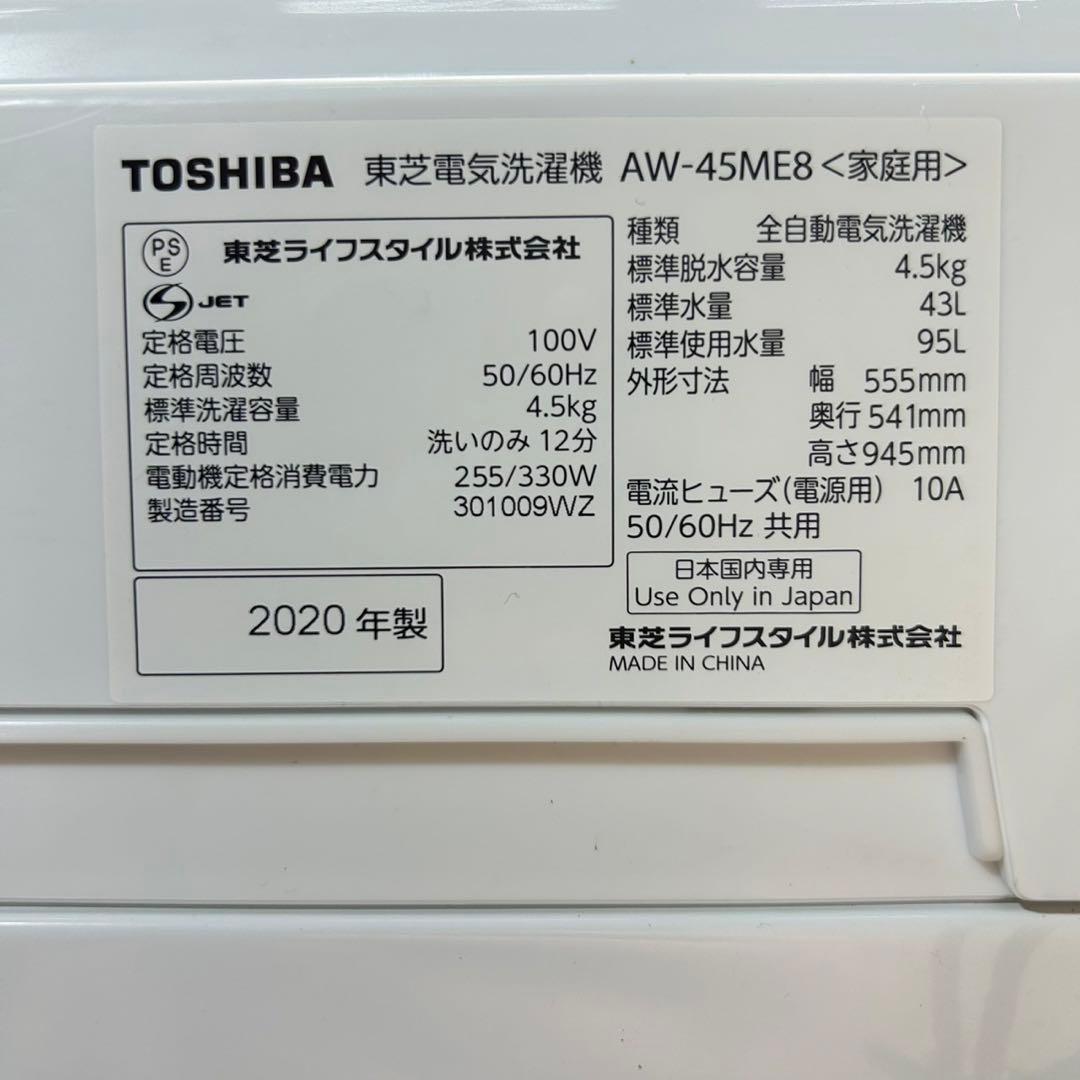 TOSHIBA 東芝電気洗濯機 AW-45ME8<家庭用>
PSE 東芝ライフスタイル株式会社
S JET
定格電圧 100V
定格周波数 50/60Hz
標準洗濯容量 4.5kg
定格時間 洗いのみ 12分
電動機定格消費電力 255/330W
製造番号 301009WZ
2020 年製
種類 全自動電気洗濯機
標準脱水容量 4.5kg
標準水量 43L
標準使用水量 95L
外形寸法 幅 555mm
奥行 541mm
高さ 945mm
電流ヒューズ(電源用) 10A
50/60Hz 共用
日本国内専用
Use Only in Japan
東芝ライフスタイル株式会社
MADE IN CHINA